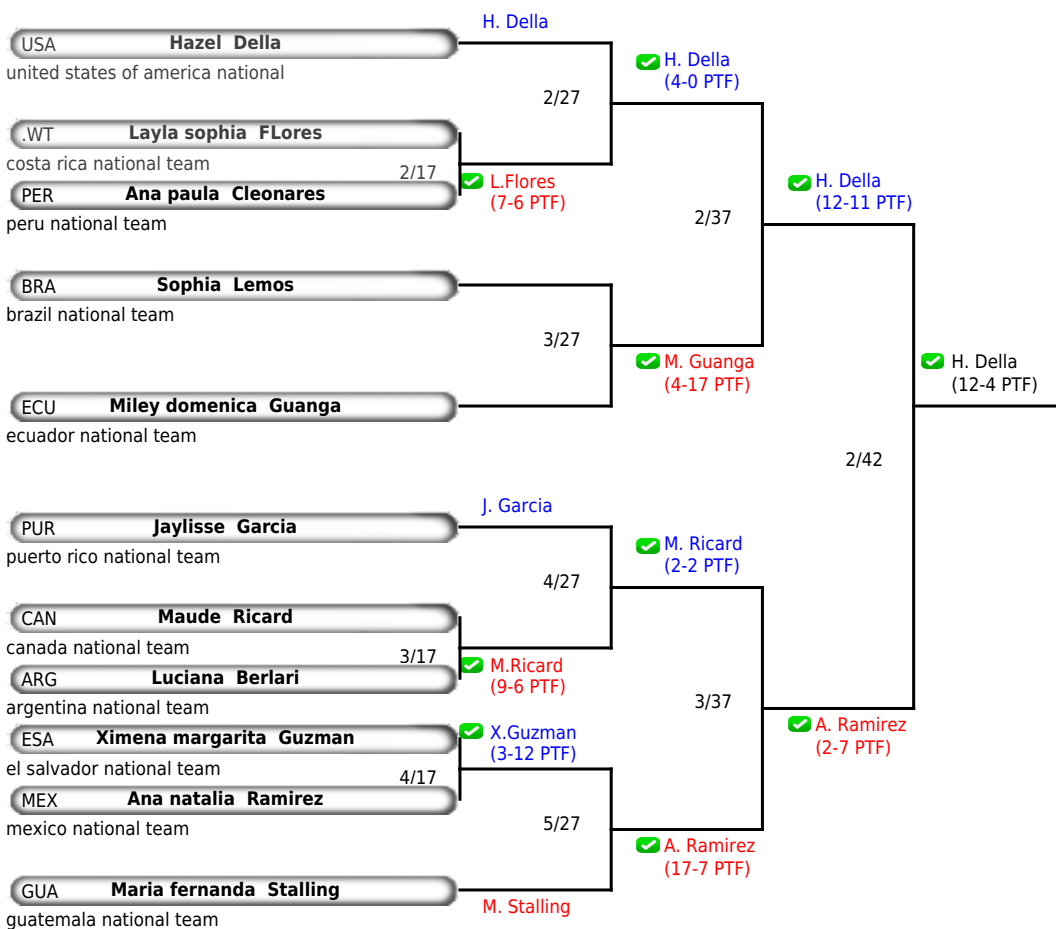 H. Della
USA Hazel Della
united states of america national
H. Della
(4-0 PTF)
2/27
.WT Layla sophia FLores
costa rica national team
2/17
L.Flores
(7-6 PTF)
PER Ana paula Cleonares
peru national team
H. Della
(12-11 PTF)
2/37
BRA Sophia Lemos
brazil national team
3/27
M. Guanga
(4-17 PTF)
H. Della
(12-4 PTF)
ECU Miley domenica Guanga
ecuador national team
2/42
J. Garcia
PUR Jaylisse Garcia
puerto rico national team
M. Ricard
(2-2 PTF)
4/27
CAN Maude Ricard
canada national team
3/17
M.Ricard
(9-6 PTF)
ARG Luciana Berlari
argentina national team
3/37
A. Ramirez
(2-7 PTF)
ESA Ximena margarita Guzman
el salvador national team
X.Guzman
(3-12 PTF)
4/17
MEX Ana natalia Ramirez
mexico national team
5/27
A. Ramirez
(17-7 PTF)
GUA Maria fernanda Stalling
guatemala national team
M. Stalling